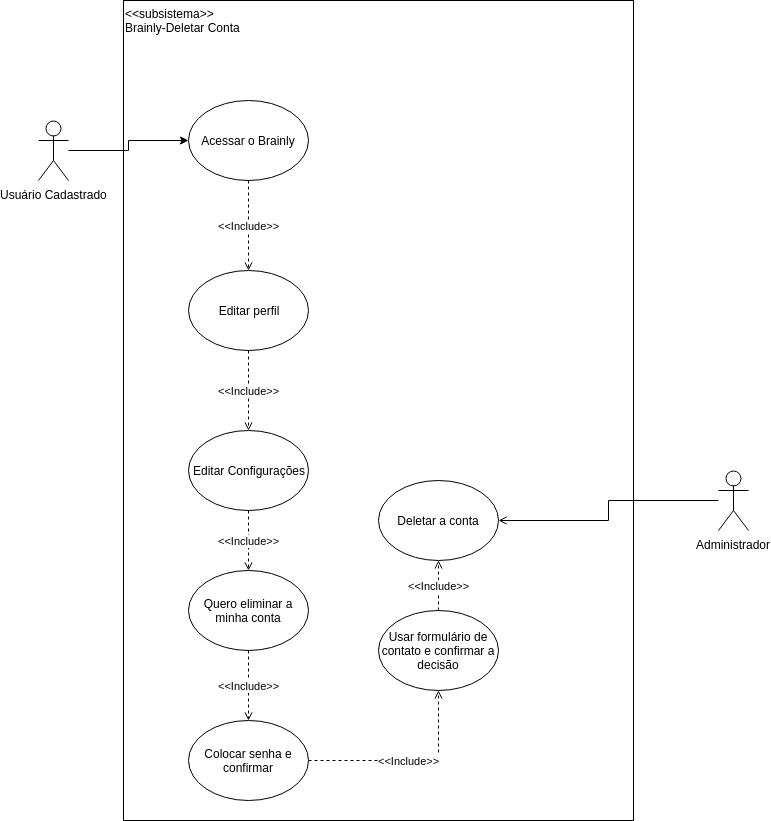 <<subsistema>>
Brainly-Deletar Conta
Acessar o Brainly
Usuário Cadastrado
<<Include>>
Editar perfil
<<Include>>
Editar Configurações
<<Include>>
Quero eliminar a
minha conta
<<Include>>
Colocar senha e
confirmar
<<Include>>
Usar formulário de
contato e confirmar a
decisão
<<Include>>
Deletar a conta
Administrador